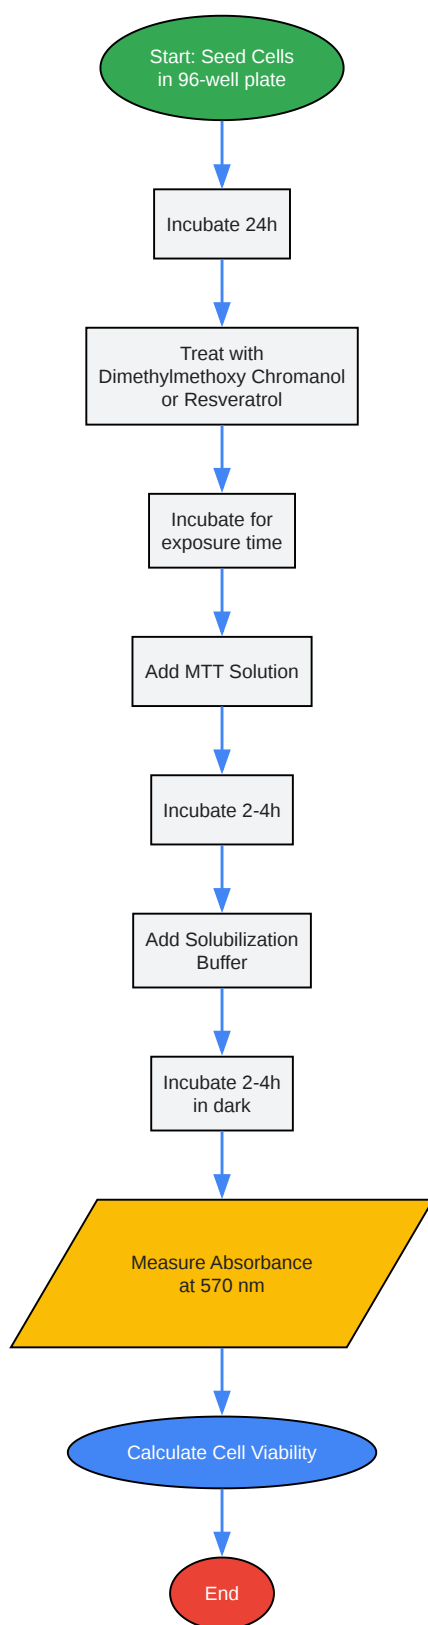 Start: Seed Cells
in 96-well plate
Incubate 24h
Treat with
Dimethylmethoxy Chromanol
or Resveratrol
Incubate for
exposure time
Add MTT Solution
Incubate 2-4h
Add Solubilization
Buffer
Incubate 2-4h
in dark
Measure Absorbance
at 570 nm
Calculate Cell Viability
End